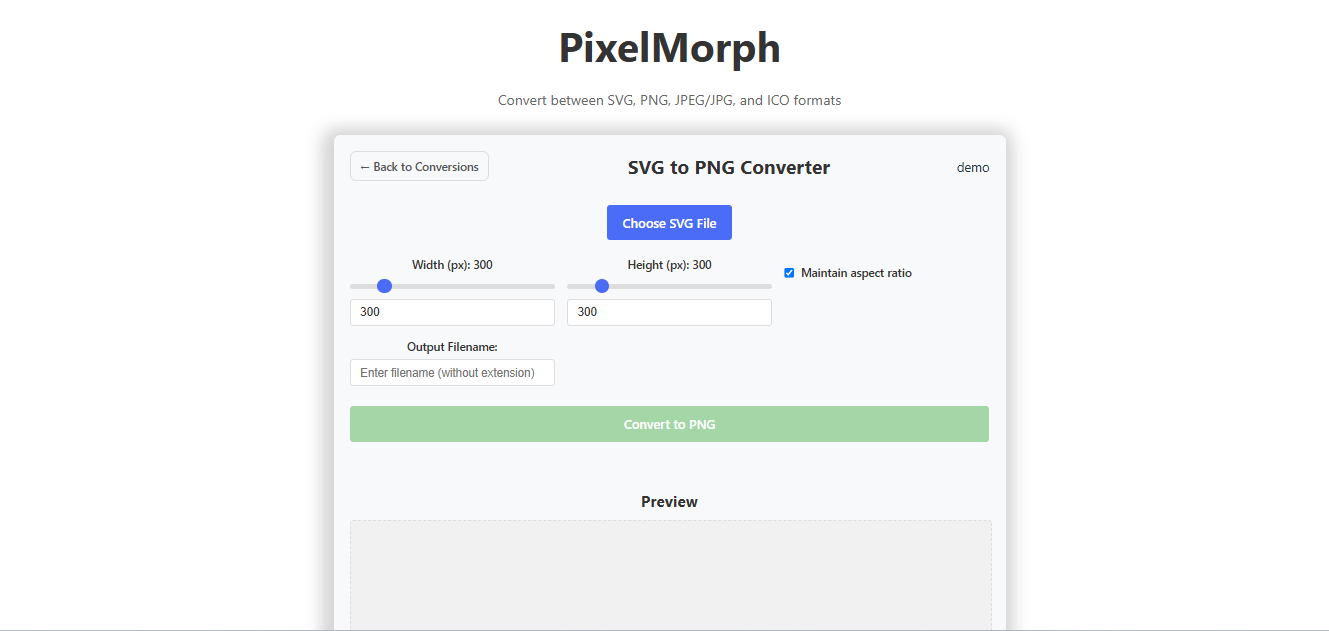 PixelMorph
Convert between SVG, PNG, JPEG/JPG, and ICO formats
← Back to Conversions
SVG to PNG Converter
demo
Choose SVG File
Width (px): 300
Height (px): 300
Maintain aspect ratio
300
300
Output Filename:
Enter filename (without extension)
Convert to PNG
Preview